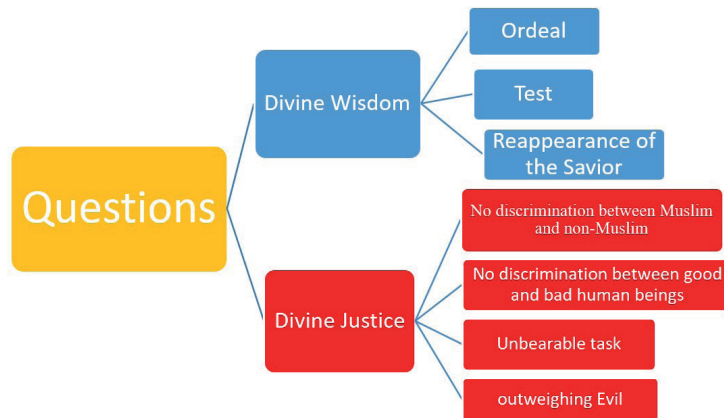 Questions
Divine Wisdom
Ordeal
Test
Reappearance of
the Savior
Divine Justice
No discrimination between Muslim
and non-Muslim
No discrimination between good
and bad human beings
Unbearable task
outweighing Evil